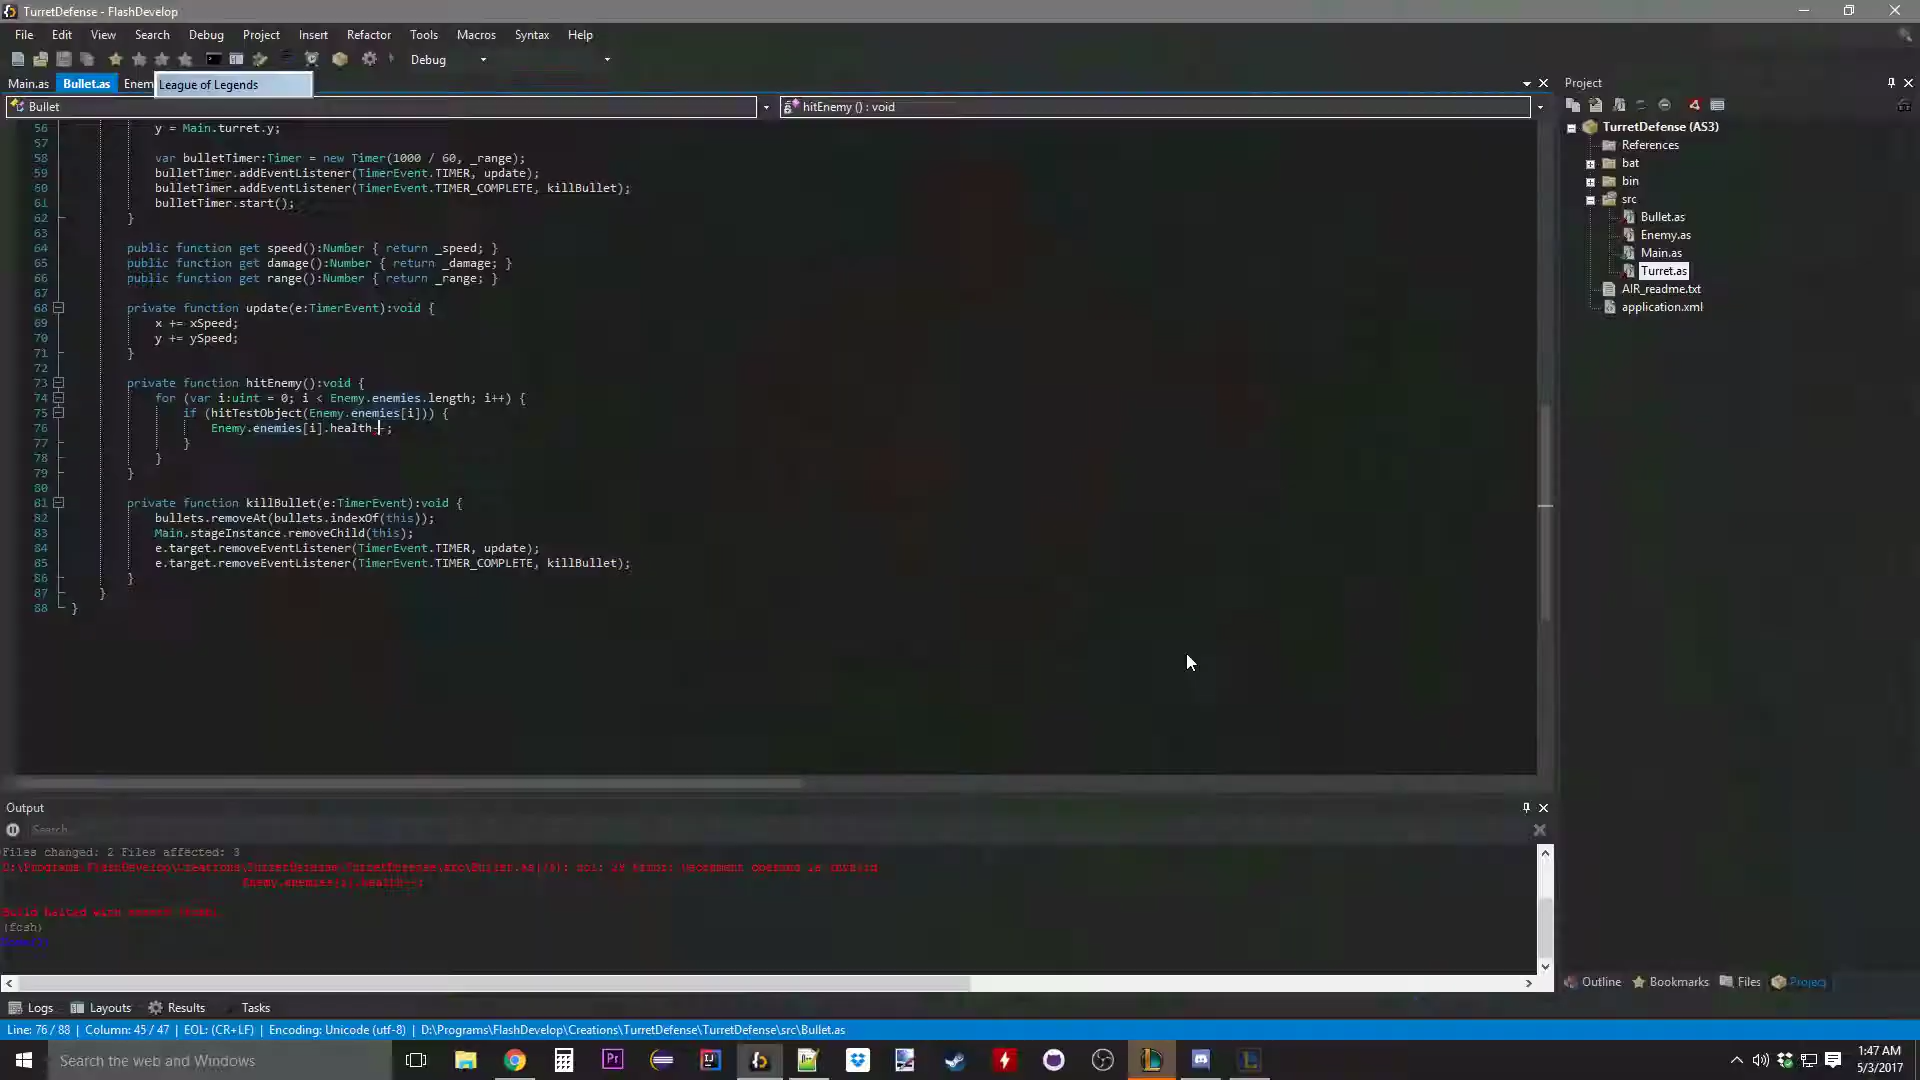 TurretDefense - FlashDevelop
File Edit View Search Debug Project Insert Refactor Tools Macros Syntax Help
Debug
Main.as Bullet.as Enem League of Legends
Bullet hitEnemy () : void
56 y = Main.turret.y;
57
58 var bulletTimer:Timer = new Timer(1000 / 60, _range);
59 bulletTimer.addEventListener(TimerEvent.TIMER, update);
60 bulletTimer.addEventListener(TimerEvent.TIMER_COMPLETE, killBullet);
61 bulletTimer.start();
62 }
63
64 public function get speed():Number { return _speed; }
65 public function get damage():Number { return _damage; }
66 public function get range():Number { return _range; }
67
68 private function update(e:TimerEvent):void {
69 x += xSpeed;
70 y += ySpeed;
71 }
72
73 private function hitEnemy():void {
74 for (var i:uint = 0; i < Enemy.enemies.length; i++) {
75 if (hitTestObject(Enemy.enemies[i])) {
76 Enemy.enemies[i].health--;
77 }
78 }
79 }
80
81 private function killBullet(e:TimerEvent):void {
82 bullets.removeAt(bullets.indexOf(this));
83 Main.stageInstance.removeChild(this);
84 e.target.removeEventListener(TimerEvent.TIMER, update);
85 e.target.removeEventListener(TimerEvent.TIMER_COMPLETE, killBullet);
86 }
87 }
88 }
Project
TurretDefense (AS3)
References
bat
bin
src
Bullet.as
Enemy.as
Main.as
Turret.as
AIR_readme.txt
application.xml
Output
Search
Files changed: 2 Files affected: 3
Enemy.enemies[i].health--;
Build halted with
(fcsh)
Outline Bookmarks Files Project
Logs Layouts Results Tasks
Line: 76 / 88 | Column: 45 / 47 | EOL: (CR+LF) | Encoding: Unicode (utf-8) | D:\Programs\FlashDevelop\Creations\TurretDefense\TurretDefense\src\Bullet.as
Search the web and Windows
Pr
1:47 AM
5/3/2017